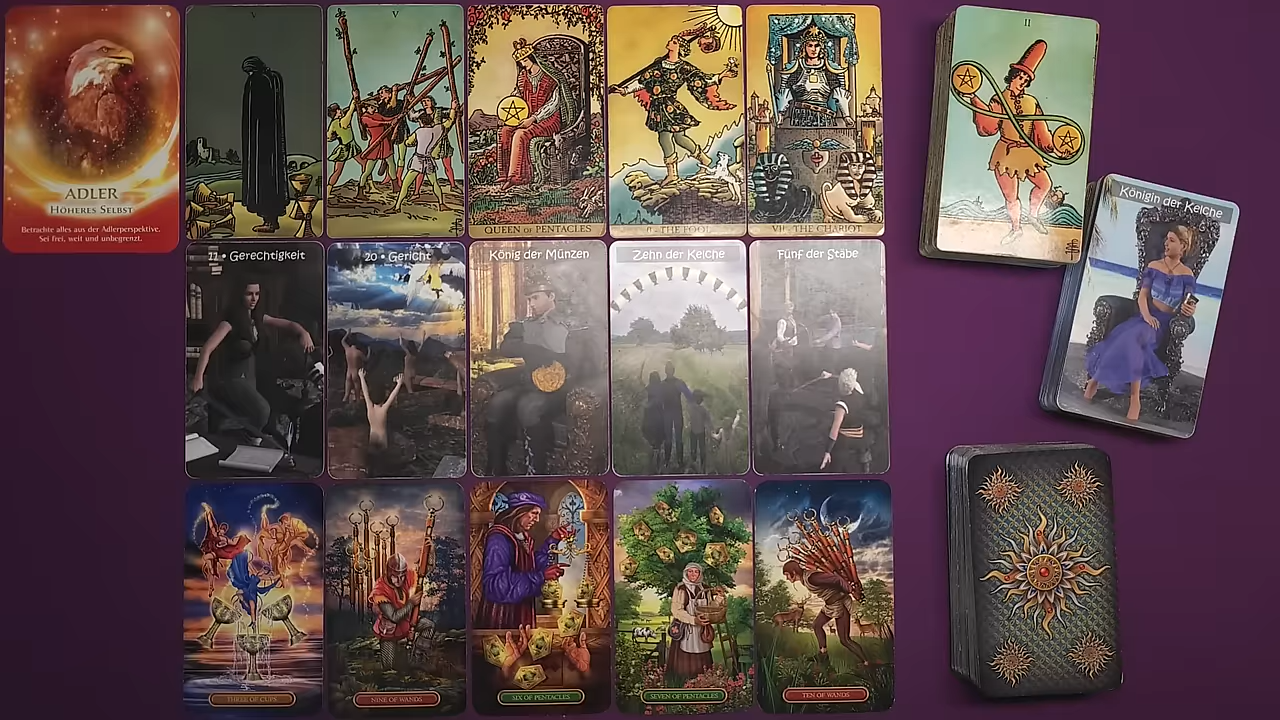 ADLER
HÖHERES SELBST
Betrachte alles aus der Adlerperspektive.
Sei frei, weit und unbegrenzt.
V
V
QUEEN OF PENTACLES
THE FOOL
VII THE CHARIOT
II
Königin der Kelche
11 • Gerechtigkeit
20 • Gericht
König der Münzen
Zehn der Kelche
Fünf der Stäbe
THREE OF CUPS
NINE OF WANDS
SIX OF PENTACLES
SEVEN OF PENTACLES
TEN OF WANDS